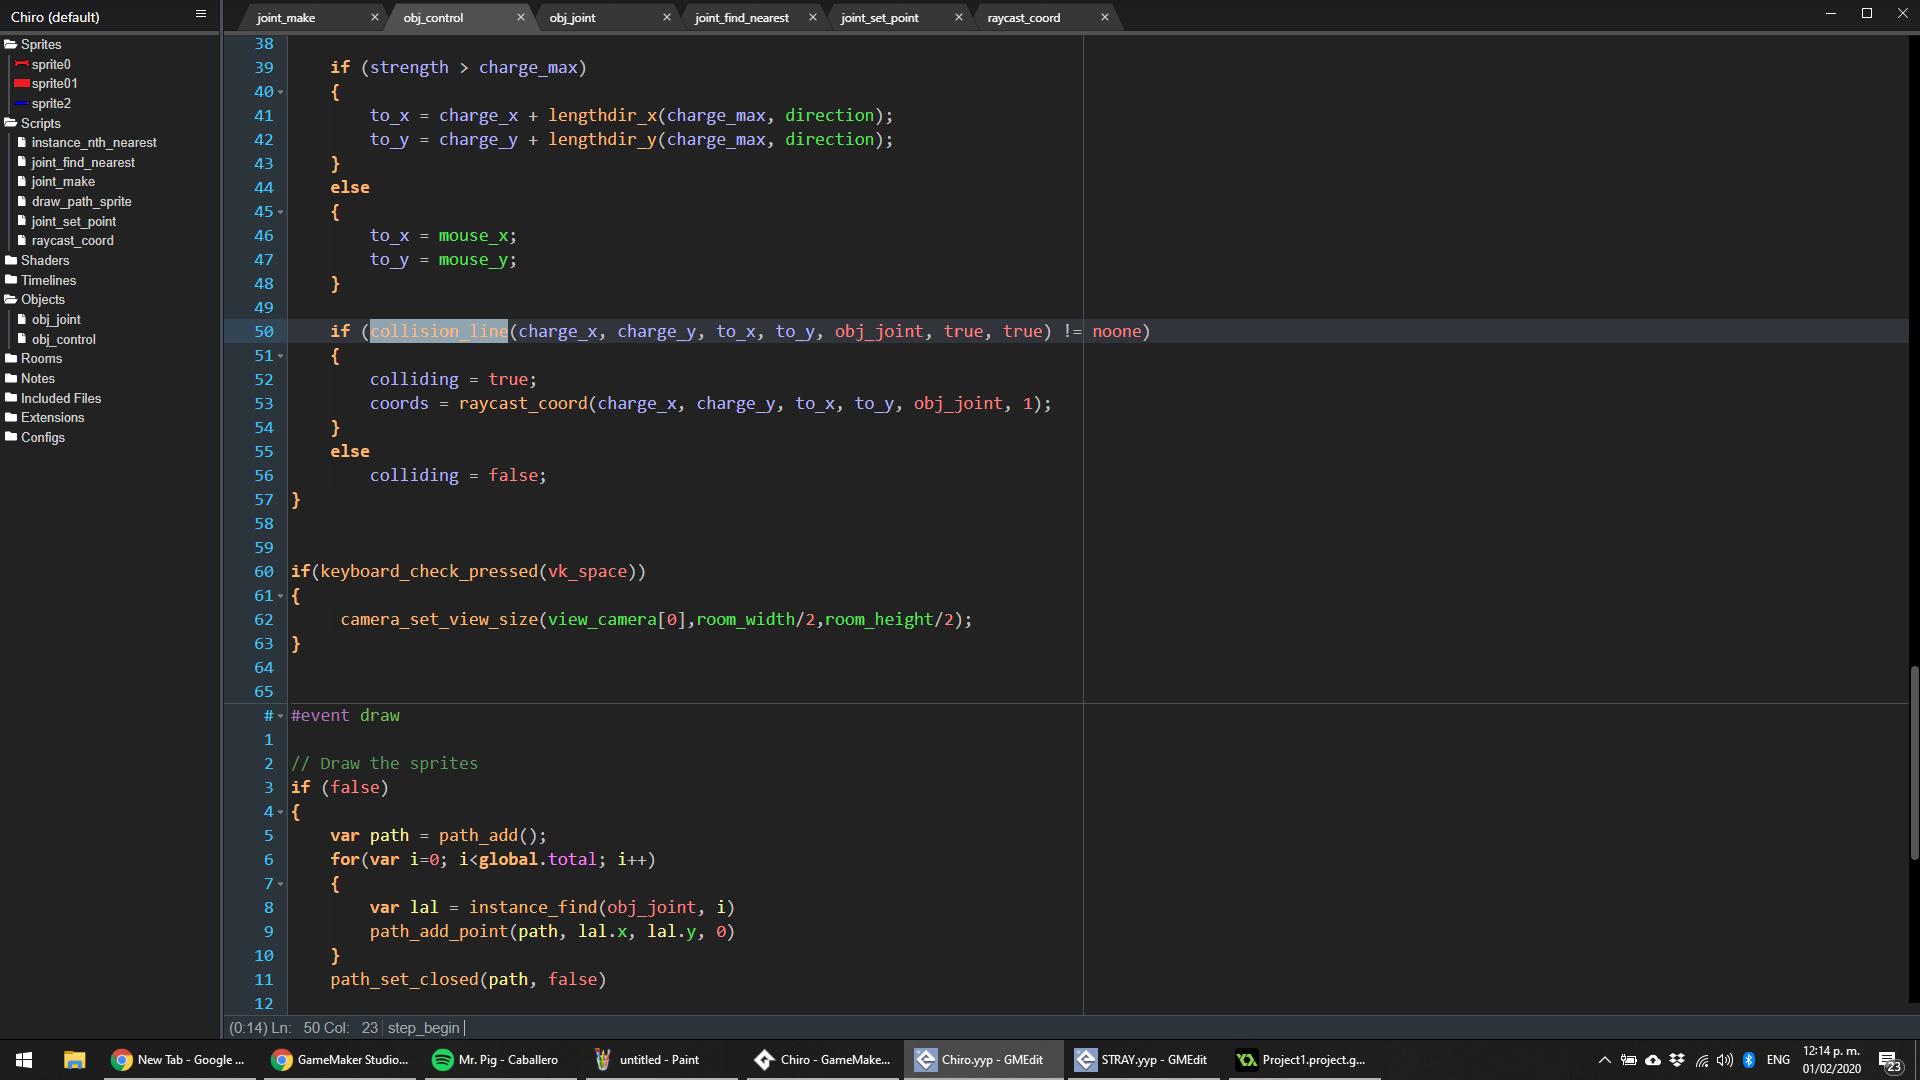 Chiro (default)
joint_make
obj_control
obj_joint
joint_find_nearest
joint_set_point
raycast_coord
Sprites
sprite0
sprite01
sprite2
Scripts
instance_nth_nearest
joint_find_nearest
joint_make
draw_path_sprite
joint_set_point
raycast_coord
Shaders
Timelines
Objects
obj_joint
obj_control
Rooms
Notes
Included Files
Extensions
Configs
38
39 if (strength > charge_max)
40 {
41 to_x = charge_x + lengthdir_x(charge_max, direction);
42 to_y = charge_y + lengthdir_y(charge_max, direction);
43 }
44 else
45 {
46 to_x = mouse_x;
47 to_y = mouse_y;
48 }
49
50 if (collision_line(charge_x, charge_y, to_x, to_y, obj_joint, true, true) != noone)
51 {
52 colliding = true;
53 coords = raycast_coord(charge_x, charge_y, to_x, to_y, obj_joint, 1);
54 }
55 else
56 colliding = false;
57 }
58
59
60 if(keyboard_check_pressed(vk_space))
61 {
62 camera_set_view_size(view_camera[0],room_width/2,room_height/2);
63 }
64
65
# #event draw
1
2 // Draw the sprites
3 if (false)
4 {
5 var path = path_add();
6 for(var i=0; i<global.total; i++)
7 {
8 var lal = instance_find(obj_joint, i)
9 path_add_point(path, lal.x, lal.y, 0)
10 }
11 path_set_closed(path, false)
12
(0:14) Ln: 50 Col: 23 step_begin
New Tab - Google ...
GameMaker Studio...
Mr. Pig - Caballero
untitled - Paint
Chiro - GameMake...
Chiro.yyp - GMEdit
STRAY.yyp - GMEdit
Project1.project.g...
ENG
12:14 p. m.
01/02/2020
23